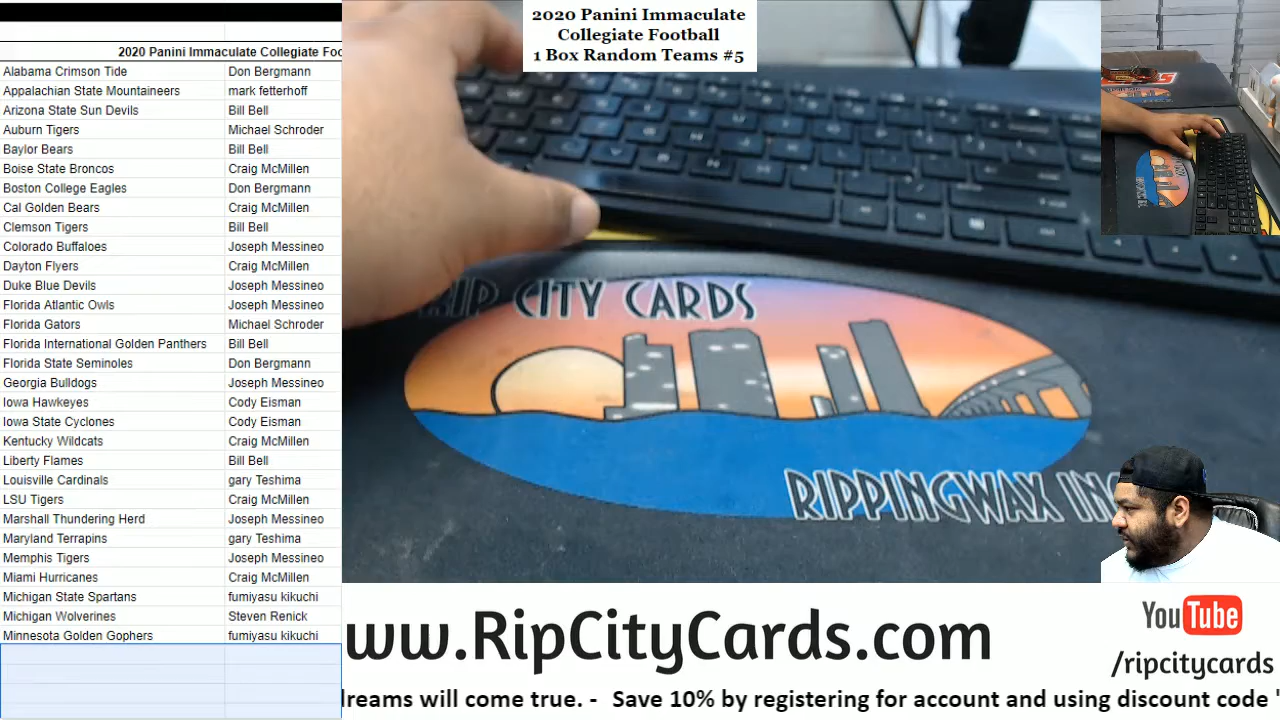 2020 Panini Immaculate Collegiate Foo
Alabama Crimson Tide Don Bergmann
Appalachian State Mountaineers mark fetterhoff
Arizona State Sun Devils Bill Bell
Auburn Tigers Michael Schroder
Baylor Bears Bill Bell
Boise State Broncos Craig McMillen
Boston College Eagles Don Bergmann
Cal Golden Bears Craig McMillen
Clemson Tigers Bill Bell
Colorado Buffaloes Joseph Messineo
Dayton Flyers Craig McMillen
Duke Blue Devils Joseph Messineo
Florida Atlantic Owls Joseph Messineo
Florida Gators Michael Schroder
Florida International Golden Panthers Bill Bell
Florida State Seminoles Don Bergmann
Georgia Bulldogs Joseph Messineo
Iowa Hawkeyes Cody Eisman
Iowa State Cyclones Cody Eisman
Kentucky Wildcats Craig McMillen
Liberty Flames Bill Bell
Louisville Cardinals gary Teshima
LSU Tigers Craig McMillen
Marshall Thundering Herd Joseph Messineo
Maryland Terrapins gary Teshima
Memphis Tigers Joseph Messineo
Miami Hurricanes Craig McMillen
Michigan State Spartans fumiyasu kikuchi
Michigan Wolverines Steven Renick
Minnesota Golden Gophers fumiyasu kikuchi
2020 Panini Immaculate
Collegiate Football
1 Box Random Teams #5
RIP CITY CARDS
RIPPINGWAX INC
ww.RipCityCards.com
YouTube
/ripcitycards
dreams will come true. - Save 10% by registering for account and using discount code '